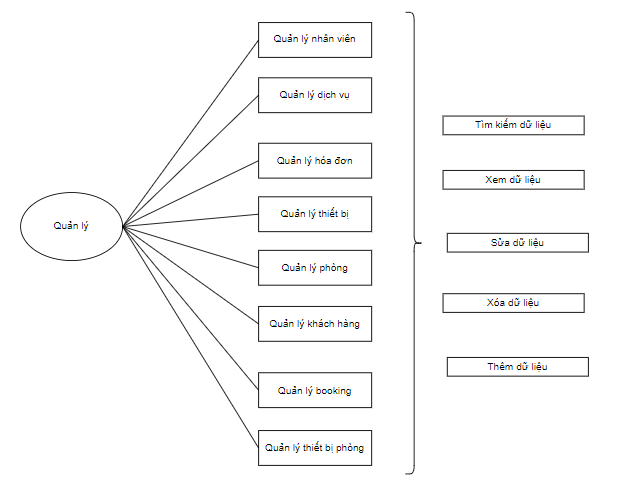 Quản lý
Quản lý nhân viên
Quản lý dịch vụ
Quản lý hóa đơn
Quản lý thiết bị
Quản lý phòng
Quản lý khách hàng
Quản lý booking
Quản lý thiết bị phòng
Tìm kiếm dữ liệu
Xem dữ liệu
Sửa dữ liệu
Xóa dữ liệu
Thêm dữ liệu